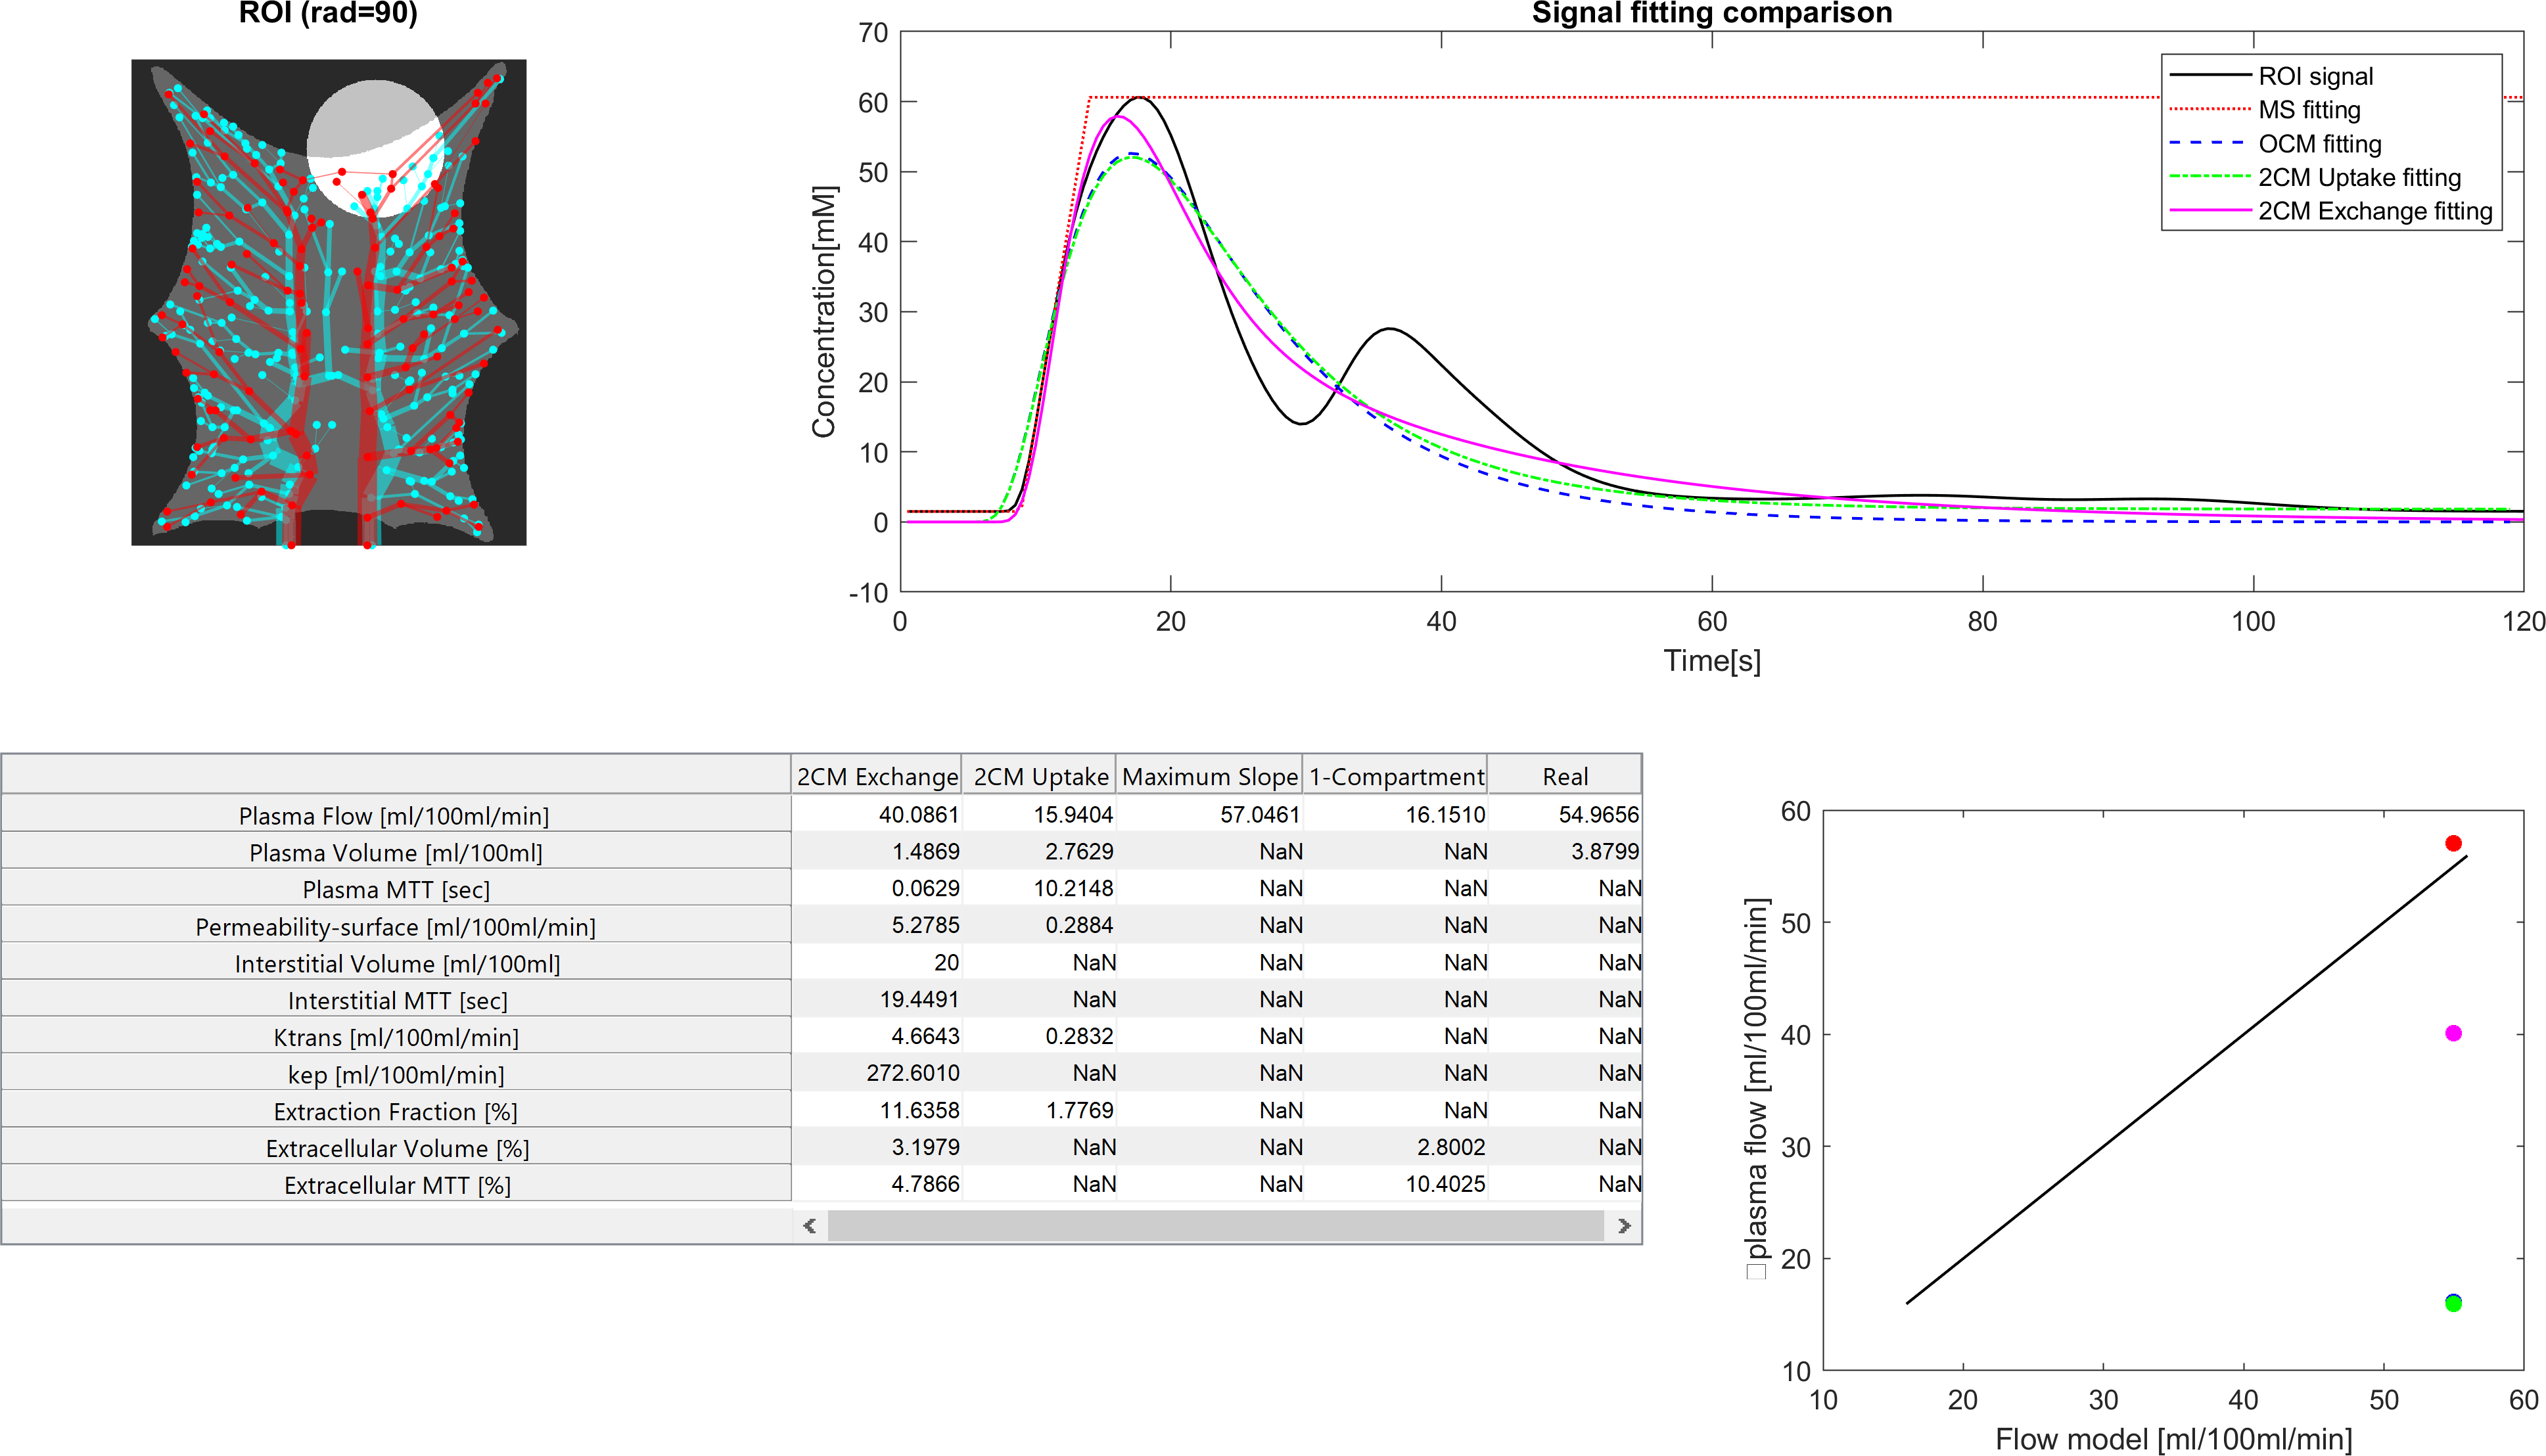 ROI (rad=90)
Signal fitting comparison
70
60
50
40
30
20
10
0
-10
Concentration[mM]
0 20 40 60 80 100 120
Time[s]
ROI signal
MS fitting
OCM fitting
2CM Uptake fitting
2CM Exchange fitting
2CM Exchange 2CM Uptake Maximum Slope 1-Compartment Real
Plasma Flow [ml/100ml/min] 40.0861 15.9404 57.0461 16.1510 54.9656
Plasma Volume [ml/100ml] 1.4869 2.7629 NaN NaN 3.8799
Plasma MTT [sec] 0.0629 10.2148 NaN NaN NaN
Permeability-surface [ml/100ml/min] 5.2785 0.2884 NaN NaN NaN
Interstitial Volume [ml/100ml] 20 NaN NaN NaN NaN
Interstitial MTT [sec] 19.4491 NaN NaN NaN NaN
Ktrans [ml/100ml/min] 4.6643 0.2832 NaN NaN NaN
kep [ml/100ml/min] 272.6010 NaN NaN NaN NaN
Extraction Fraction [%] 11.6358 1.7769 NaN NaN NaN
Extracellular Volume [%] 3.1979 NaN NaN 2.8002 NaN
Extracellular MTT [%] 4.7866 NaN NaN 10.4025 NaN
60
50
40
30
20
10
□plasma flow [ml/100ml/min]
10 20 30 40 50 60
Flow model [ml/100ml/min]